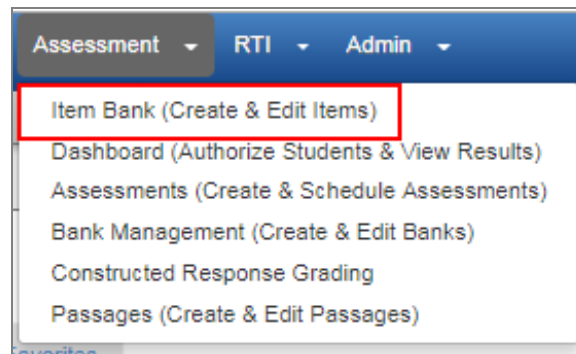 Assessment RTI Admin
Item Bank (Create & Edit Items)
Dashboard (Authorize Students & View Results)
Assessments (Create & Schedule Assessments)
Bank Management (Create & Edit Banks)
Constructed Response Grading
Passages (Create & Edit Passages)